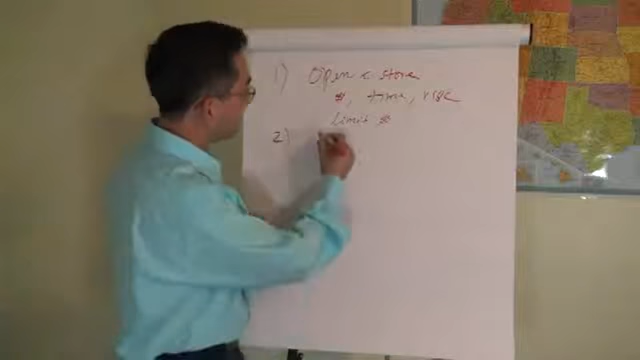 1) Open a store
$, time, risk
limit $
2)